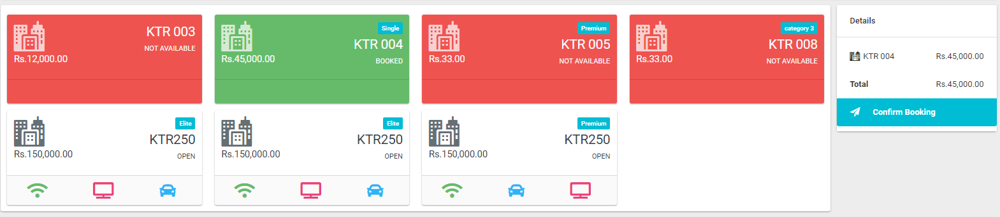 KTR 003
NOT AVAILABLE
Rs.12,000.00
Single
KTR 004
Rs.45,000.00
BOOKED
Premium
KTR 005
Rs.33.00
NOT AVAILABLE
category 3
KTR 008
Rs.33.00
NOT AVAILABLE
Elite
KTR250
Rs.150,000.00
OPEN
Elite
KTR250
Rs.150,000.00
OPEN
Premium
KTR250
Rs.150,000.00
OPEN
Details
KTR 004 Rs.45,000.00
Total Rs.45,000.00
Confirm Booking